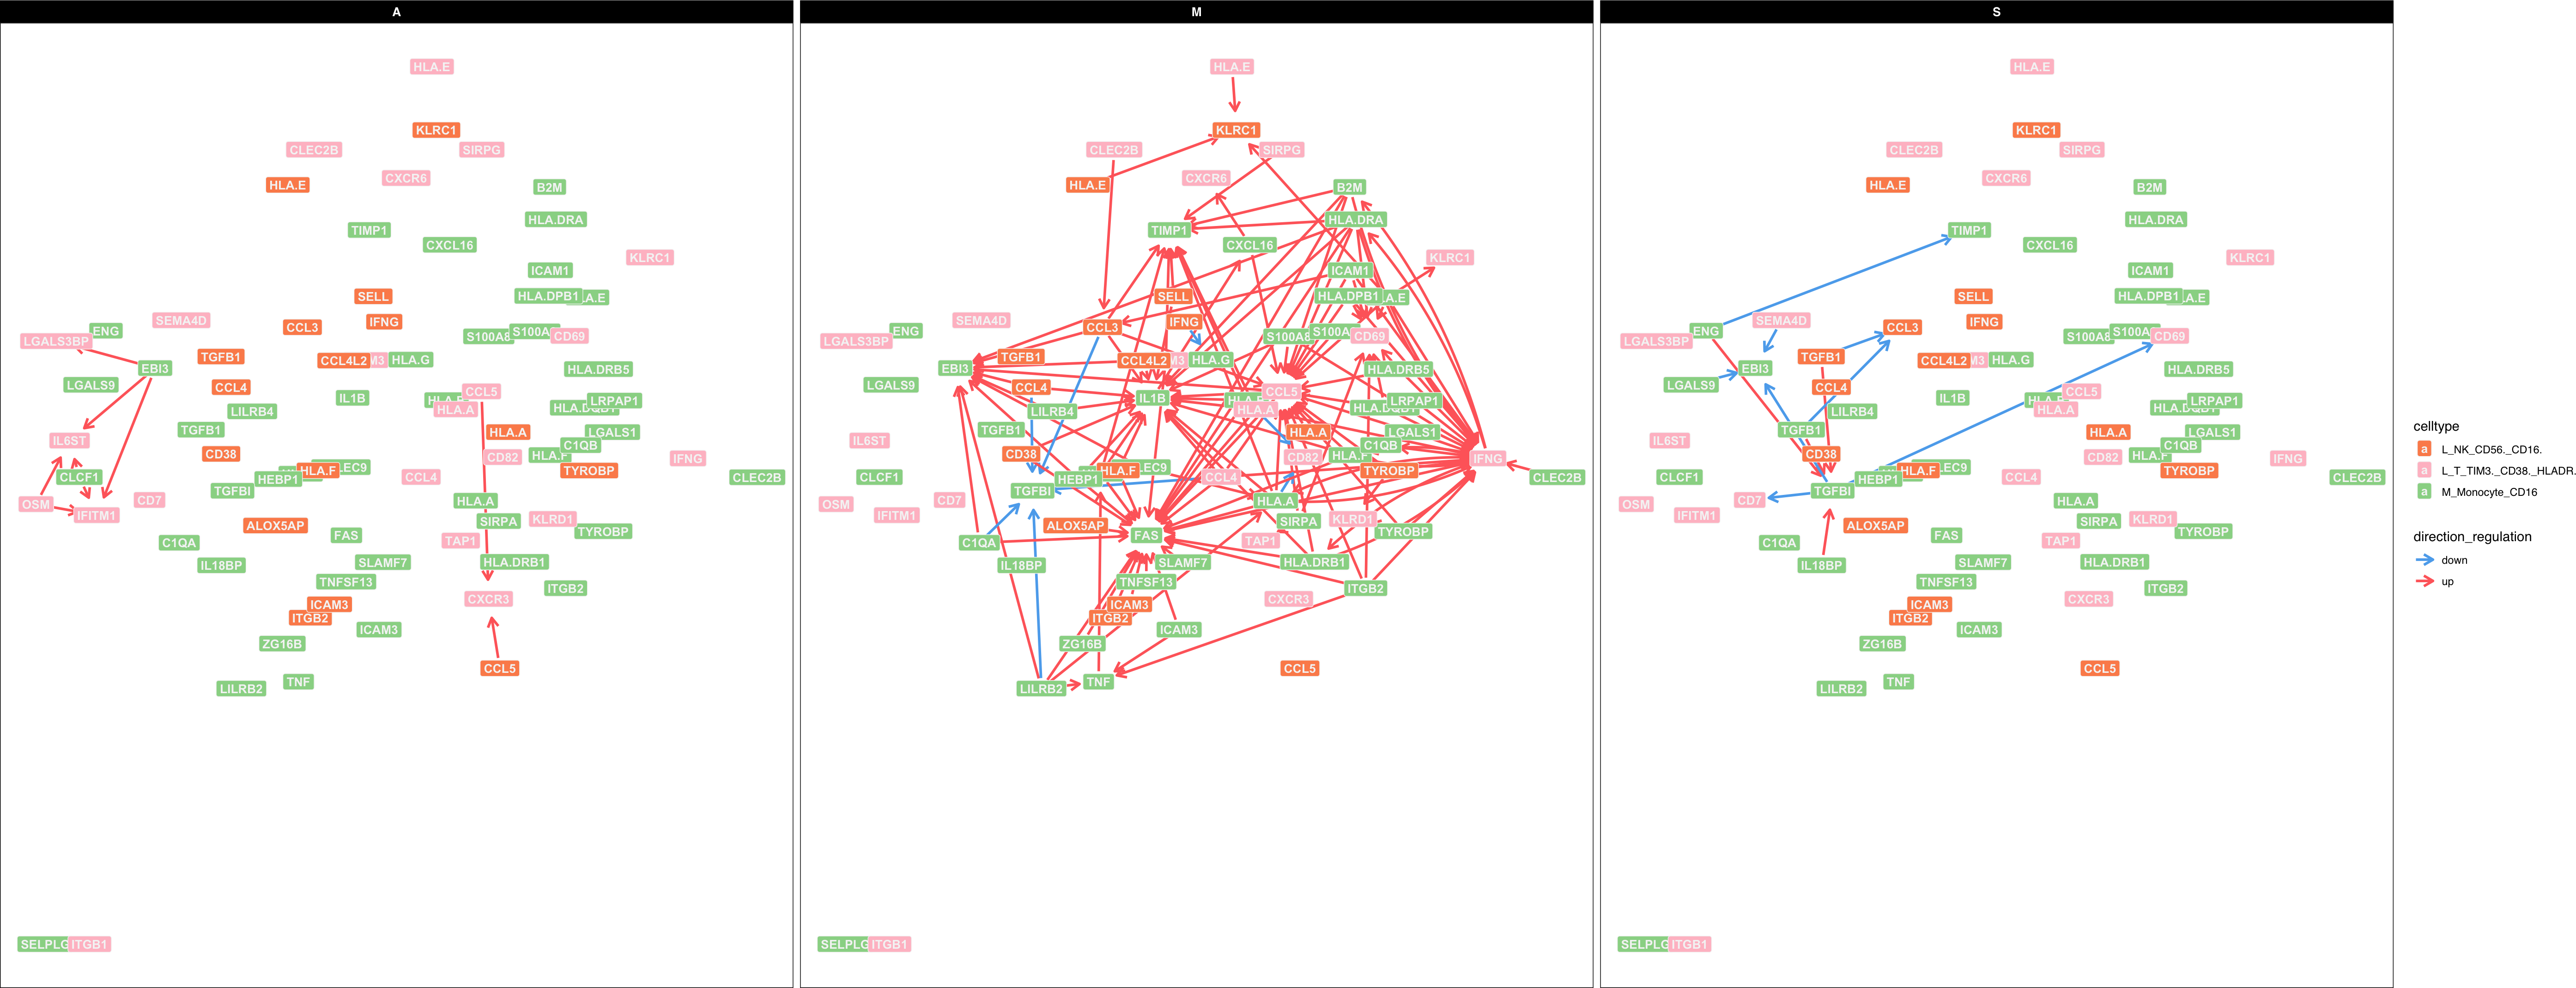 A
HLA.E
KLRC1
CLEC2B
SIRPG
CXCR6
HLA.E
B2M
HLA.DRA
TIMP1
CXCL16
KLRC1
ICAM1
SELL
HLA.DPB1
SEMA4D
IFNG
CCL3
ENG
LGALS3BP
S100A8
CD69
TGFB1
CCL4L2
HLA.G
EBI3
HLA.DRB5
LGALS9
CCL4
CCL5
IL1B
LRPAP1
HLA.A
LILRB4
TGFB1
HLA.A
LGALS1
IL6ST
C1QB
CD38
CD82
IFNG
HLA.F
TYROBP
CLCF1
HEBP1
CCL4
CLEC2B
TGFBI
CD7
HLA.A
OSM
IFITM1
SIRPA
KLRD1
ALOX5AP
TYROBP
FAS
C1QA
TAP1
IL18BP
SLAMF7
HLA.DRB1
TNFSF13
ITGB2
ICAM3
CXCR3
ITGB2
ICAM3
ZG16B
CCL5
TNF
LILRB2
SELPLG
ITGB1
M
HLA.E
KLRC1
CLEC2B
SIRPG
CXCR6
HLA.E
B2M
HLA.DRA
TIMP1
CXCL16
KLRC1
ICAM1
SELL
HLA.DPB1
SEMA4D
IFNG
CCL3
ENG
LGALS3BP
S100A8
CD69
TGFB1
CCL4L2
HLA.G
EBI3
HLA.DRB5
LGALS9
CCL4
CCL5
IL1B
LRPAP1
HLA.A
LILRB4
TGFB1
HLA.A
LGALS1
IL6ST
C1QB
CD38
CD82
IFNG
HLA.F
TYROBP
CLCF1
HEBP1
CCL4
CLEC2B
TGFBI
CD7
HLA.A
OSM
IFITM1
SIRPA
KLRD1
ALOX5AP
TYROBP
FAS
C1QA
TAP1
IL18BP
SLAMF7
HLA.DRB1
TNFSF13
ITGB2
ICAM3
CXCR3
ITGB2
ICAM3
ZG16B
CCL5
TNF
LILRB2
SELPLG
ITGB1
S
HLA.E
KLRC1
CLEC2B
SIRPG
CXCR6
HLA.E
B2M
HLA.DRA
TIMP1
CXCL16
KLRC1
ICAM1
SELL
HLA.DPB1
SEMA4D
IFNG
CCL3
ENG
LGALS3BP
S100A8
CD69
TGFB1
CCL4L2
HLA.G
EBI3
HLA.DRB5
LGALS9
CCL4
CCL5
IL1B
LRPAP1
HLA.A
LILRB4
TGFB1
HLA.A
LGALS1
IL6ST
C1QB
CD38
CD82
IFNG
HLA.F
TYROBP
CLCF1
HEBP1
CCL4
CLEC2B
TGFBI
CD7
HLA.A
OSM
IFITM1
SIRPA
KLRD1
ALOX5AP
TYROBP
FAS
C1QA
TAP1
IL18BP
SLAMF7
HLA.DRB1
TNFSF13
ITGB2
ICAM3
CXCR3
ITGB2
ICAM3
ZG16B
CCL5
TNF
LILRB2
SELPLG
ITGB1
celltype
a L_NK_CD56._CD16.
a L_T_TIM3._CD38._HLADR.
a M_Monocyte_CD16
direction_regulation
down
up